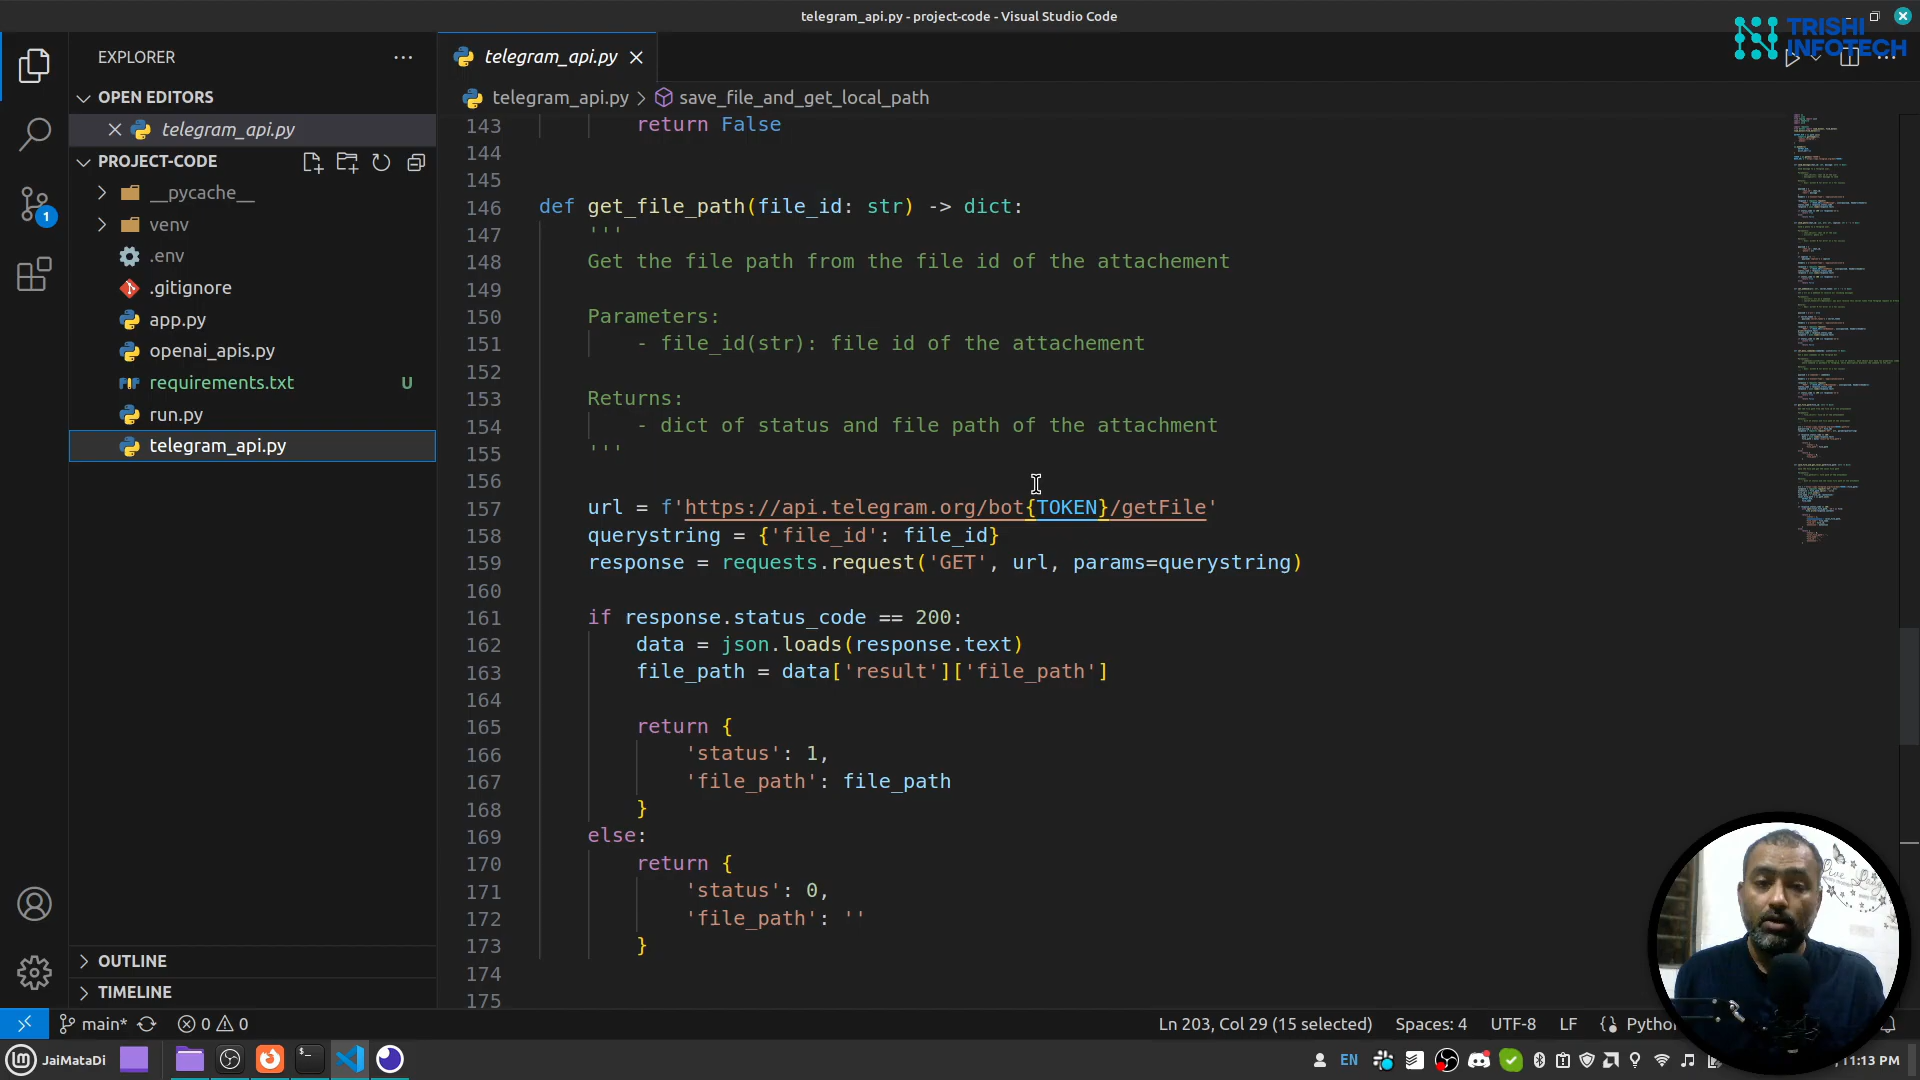 telegram_api.py - project-code - Visual Studio Code
TRISHI
INFOTECH
EXPLORER
OPEN EDITORS
telegram_api.py
PROJECT-CODE
__pycache__
venv
.env
.gitignore
app.py
openai_apis.py
requirements.txt U
run.py
telegram_api.py
OUTLINE
TIMELINE
1
telegram_api.py
telegram_api.py > save_file_and_get_local_path
143 return False
144
145
146 def get_file_path(file_id: str) -> dict:
147 '''
148 Get the file path from the file id of the attachement
149
150 Parameters:
151 - file_id(str): file id of the attachement
152
153 Returns:
154 - dict of status and file path of the attachment
155 '''
156
157 url = f'https://api.telegram.org/bot{TOKEN}/getFile'
158 querystring = {'file_id': file_id}
159 response = requests.request('GET', url, params=querystring)
160
161 if response.status_code == 200:
162 data = json.loads(response.text)
163 file_path = data['result']['file_path']
164
165 return {
166 'status': 1,
167 'file_path': file_path
168 }
169 else:
170 return {
171 'status': 0,
172 'file_path': ''
173 }
174
175
main* 0 0 Ln 203, Col 29 (15 selected) Spaces: 4 UTF-8 LF
JaiMataDi EN 11:13 PM